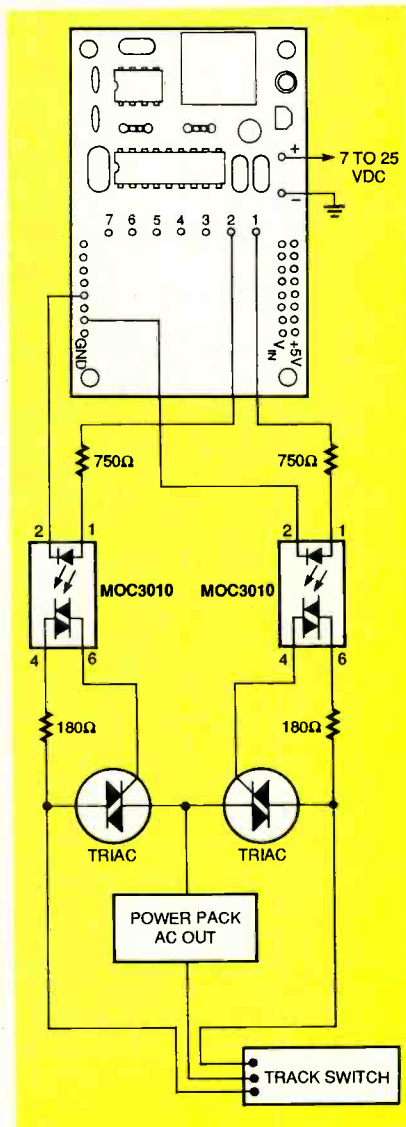 +
7 TO 25
VDC
-
7 6 5 4 3 2 1
GND
V IN
+5V
750Ω 750Ω
2 1 2 1
MOC3010 MOC3010
4 6 4 6
180Ω 180Ω
TRIAC TRIAC
POWER PACK
AC OUT
TRACK SWITCH